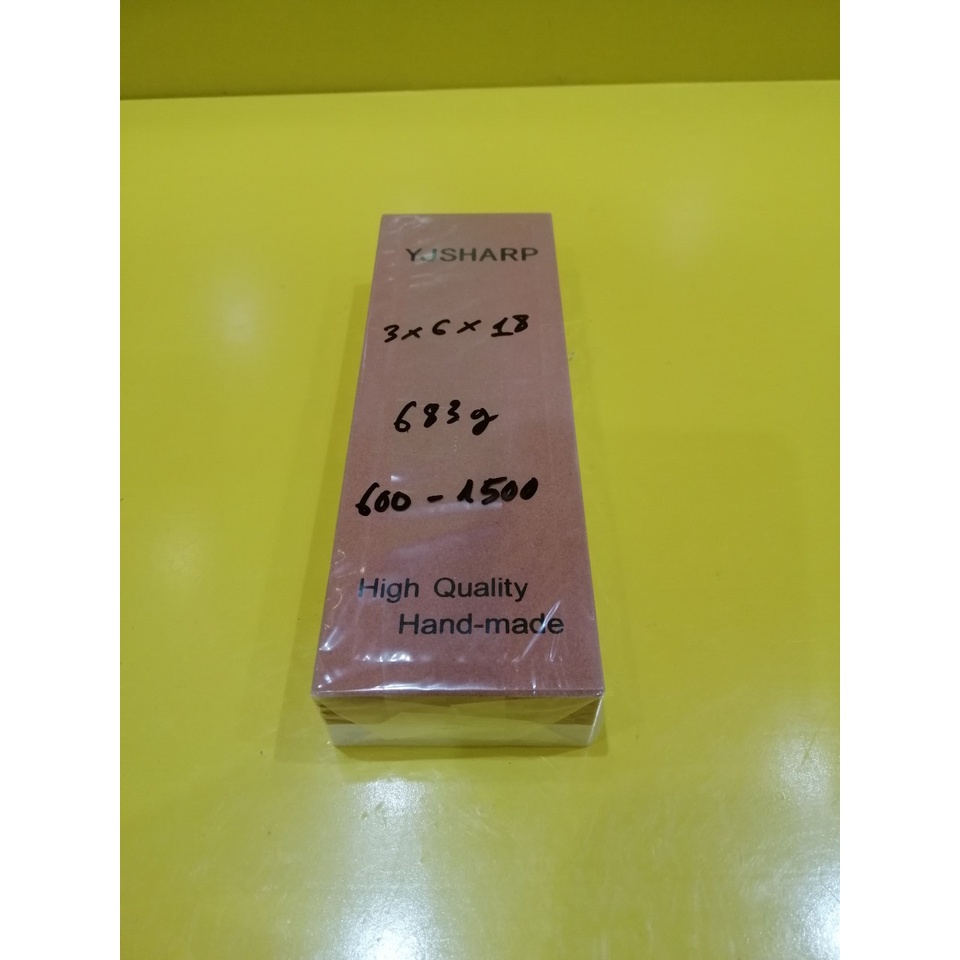 YJSHARP
3x6x18
683g
600-1500
High Quality
Hand-made